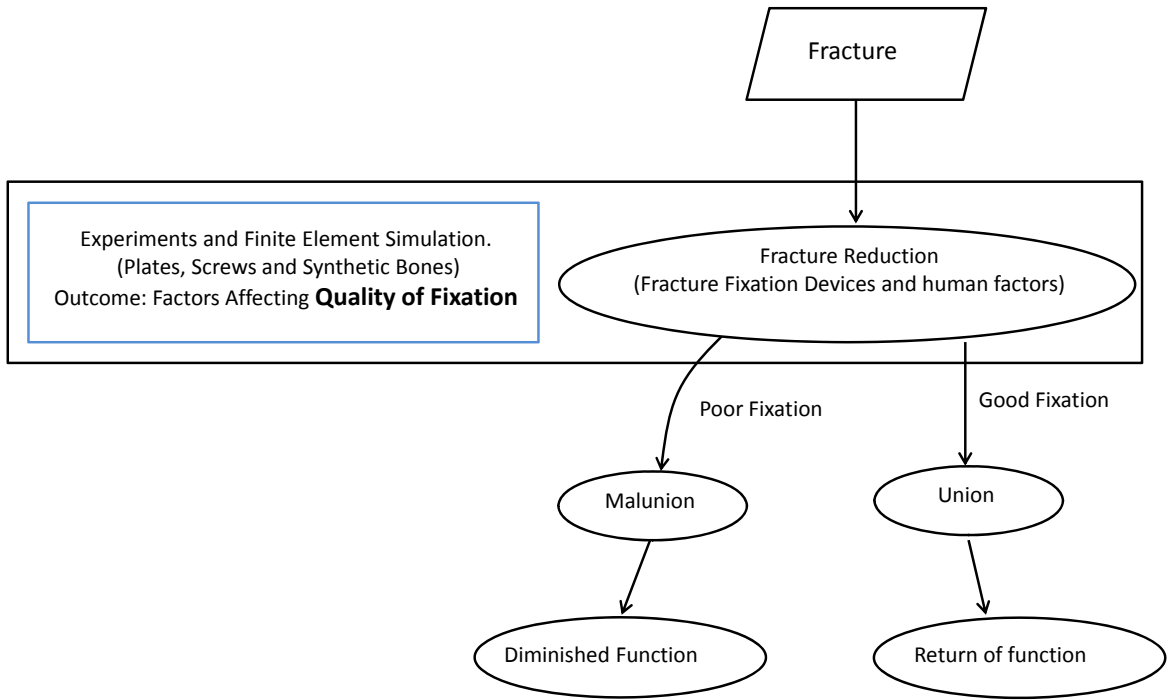 Fracture
Experiments and Finite Element Simulation.
(Plates, Screws and Synthetic Bones)
Outcome: Factors Affecting Quality of Fixation
Fracture Reduction
(Fracture Fixation Devices and human factors)
Poor Fixation
Good Fixation
Malunion
Union
Diminished Function
Return of function